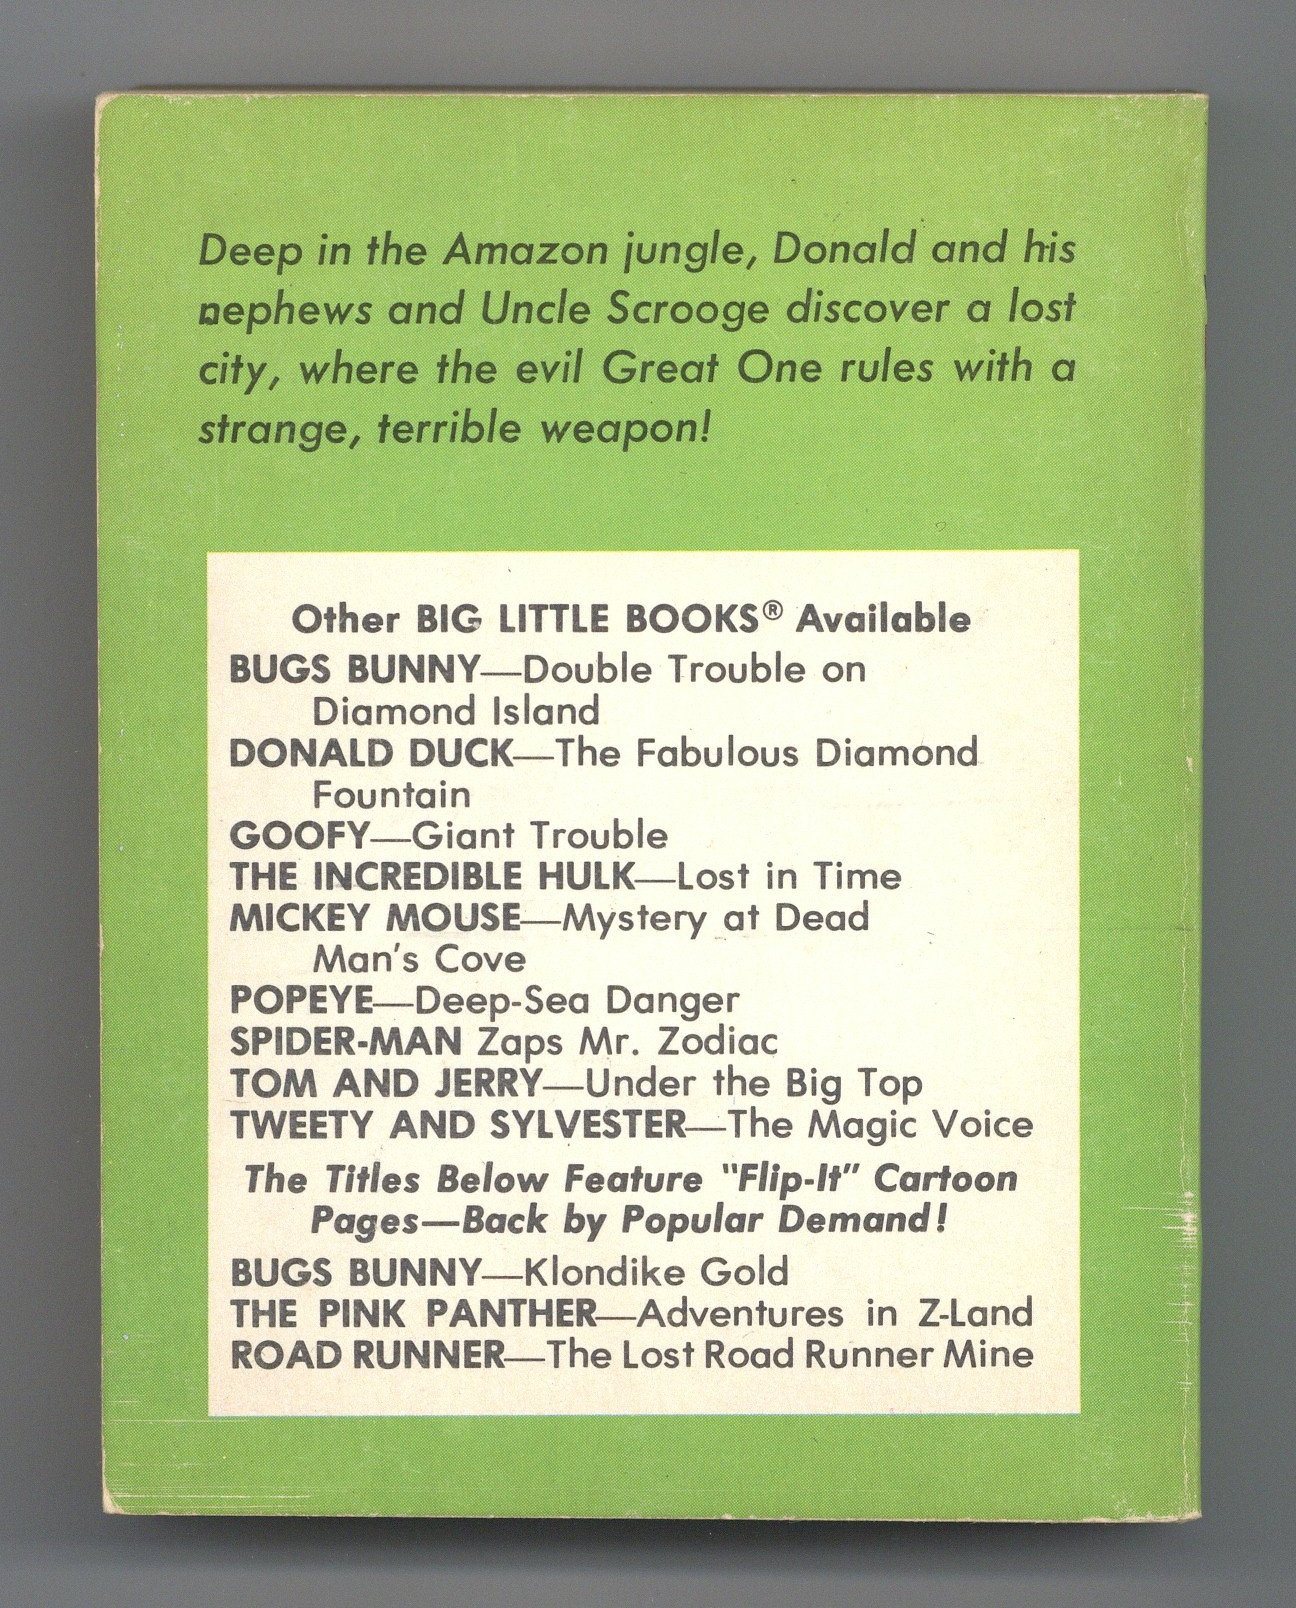 Deep in the Amazon jungle, Donald and his
nephews and Uncle Scrooge discover a lost
city, where the evil Great One rules with a
strange, terrible weapon!
Other BIG LITTLE BOOKS® Available
BUGS BUNNY—Double Trouble on
Diamond Island
DONALD DUCK—The Fabulous Diamond
Fountain
GOOFY—Giant Trouble
THE INCREDIBLE HULK—Lost in Time
MICKEY MOUSE—Mystery at Dead
Man's Cove
POPEYE—Deep-Sea Danger
SPIDER-MAN Zaps Mr. Zodiac
TOM AND JERRY—Under the Big Top
TWEETY AND SYLVESTER—The Magic Voice
The Titles Below Feature "Flip-It" Cartoon
Pages—Back by Popular Demand!
BUGS BUNNY—Klondike Gold
THE PINK PANTHER—Adventures in Z-Land
ROAD RUNNER—The Lost Road Runner Mine